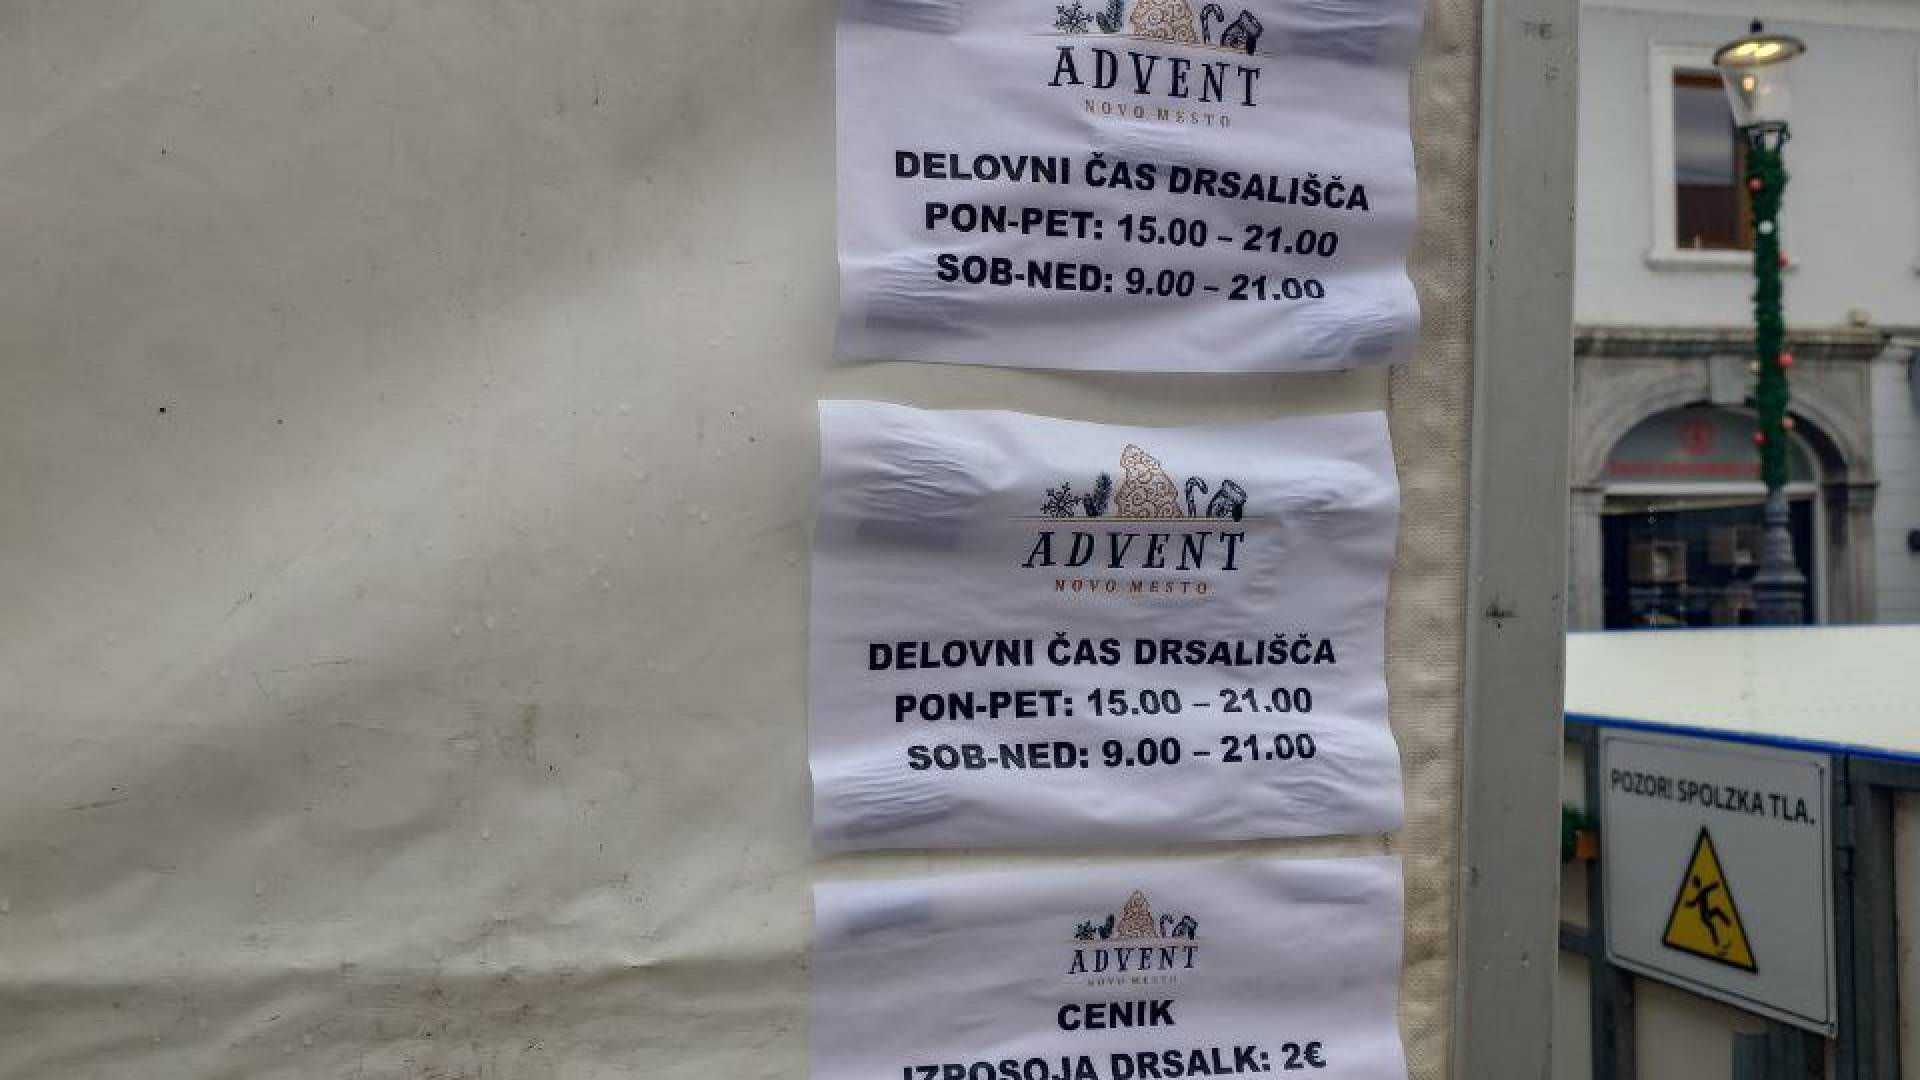 ADVENT
NOVO MESTO
DELOVNI ČAS DRSALIŠČA
PON-PET: 15.00 – 21.00
SOB-NED: 9.00 – 21.00
ADVENT
NOVO MESTO
DELOVNI ČAS DRSALIŠČA
PON-PET: 15.00 – 21.00
SOB-NED: 9.00 – 21.00
ADVENT
NOVO MESTO
CENIK
IZPOSOJA DRSALK: 2€
POZOR! SPOLZKA TLA.